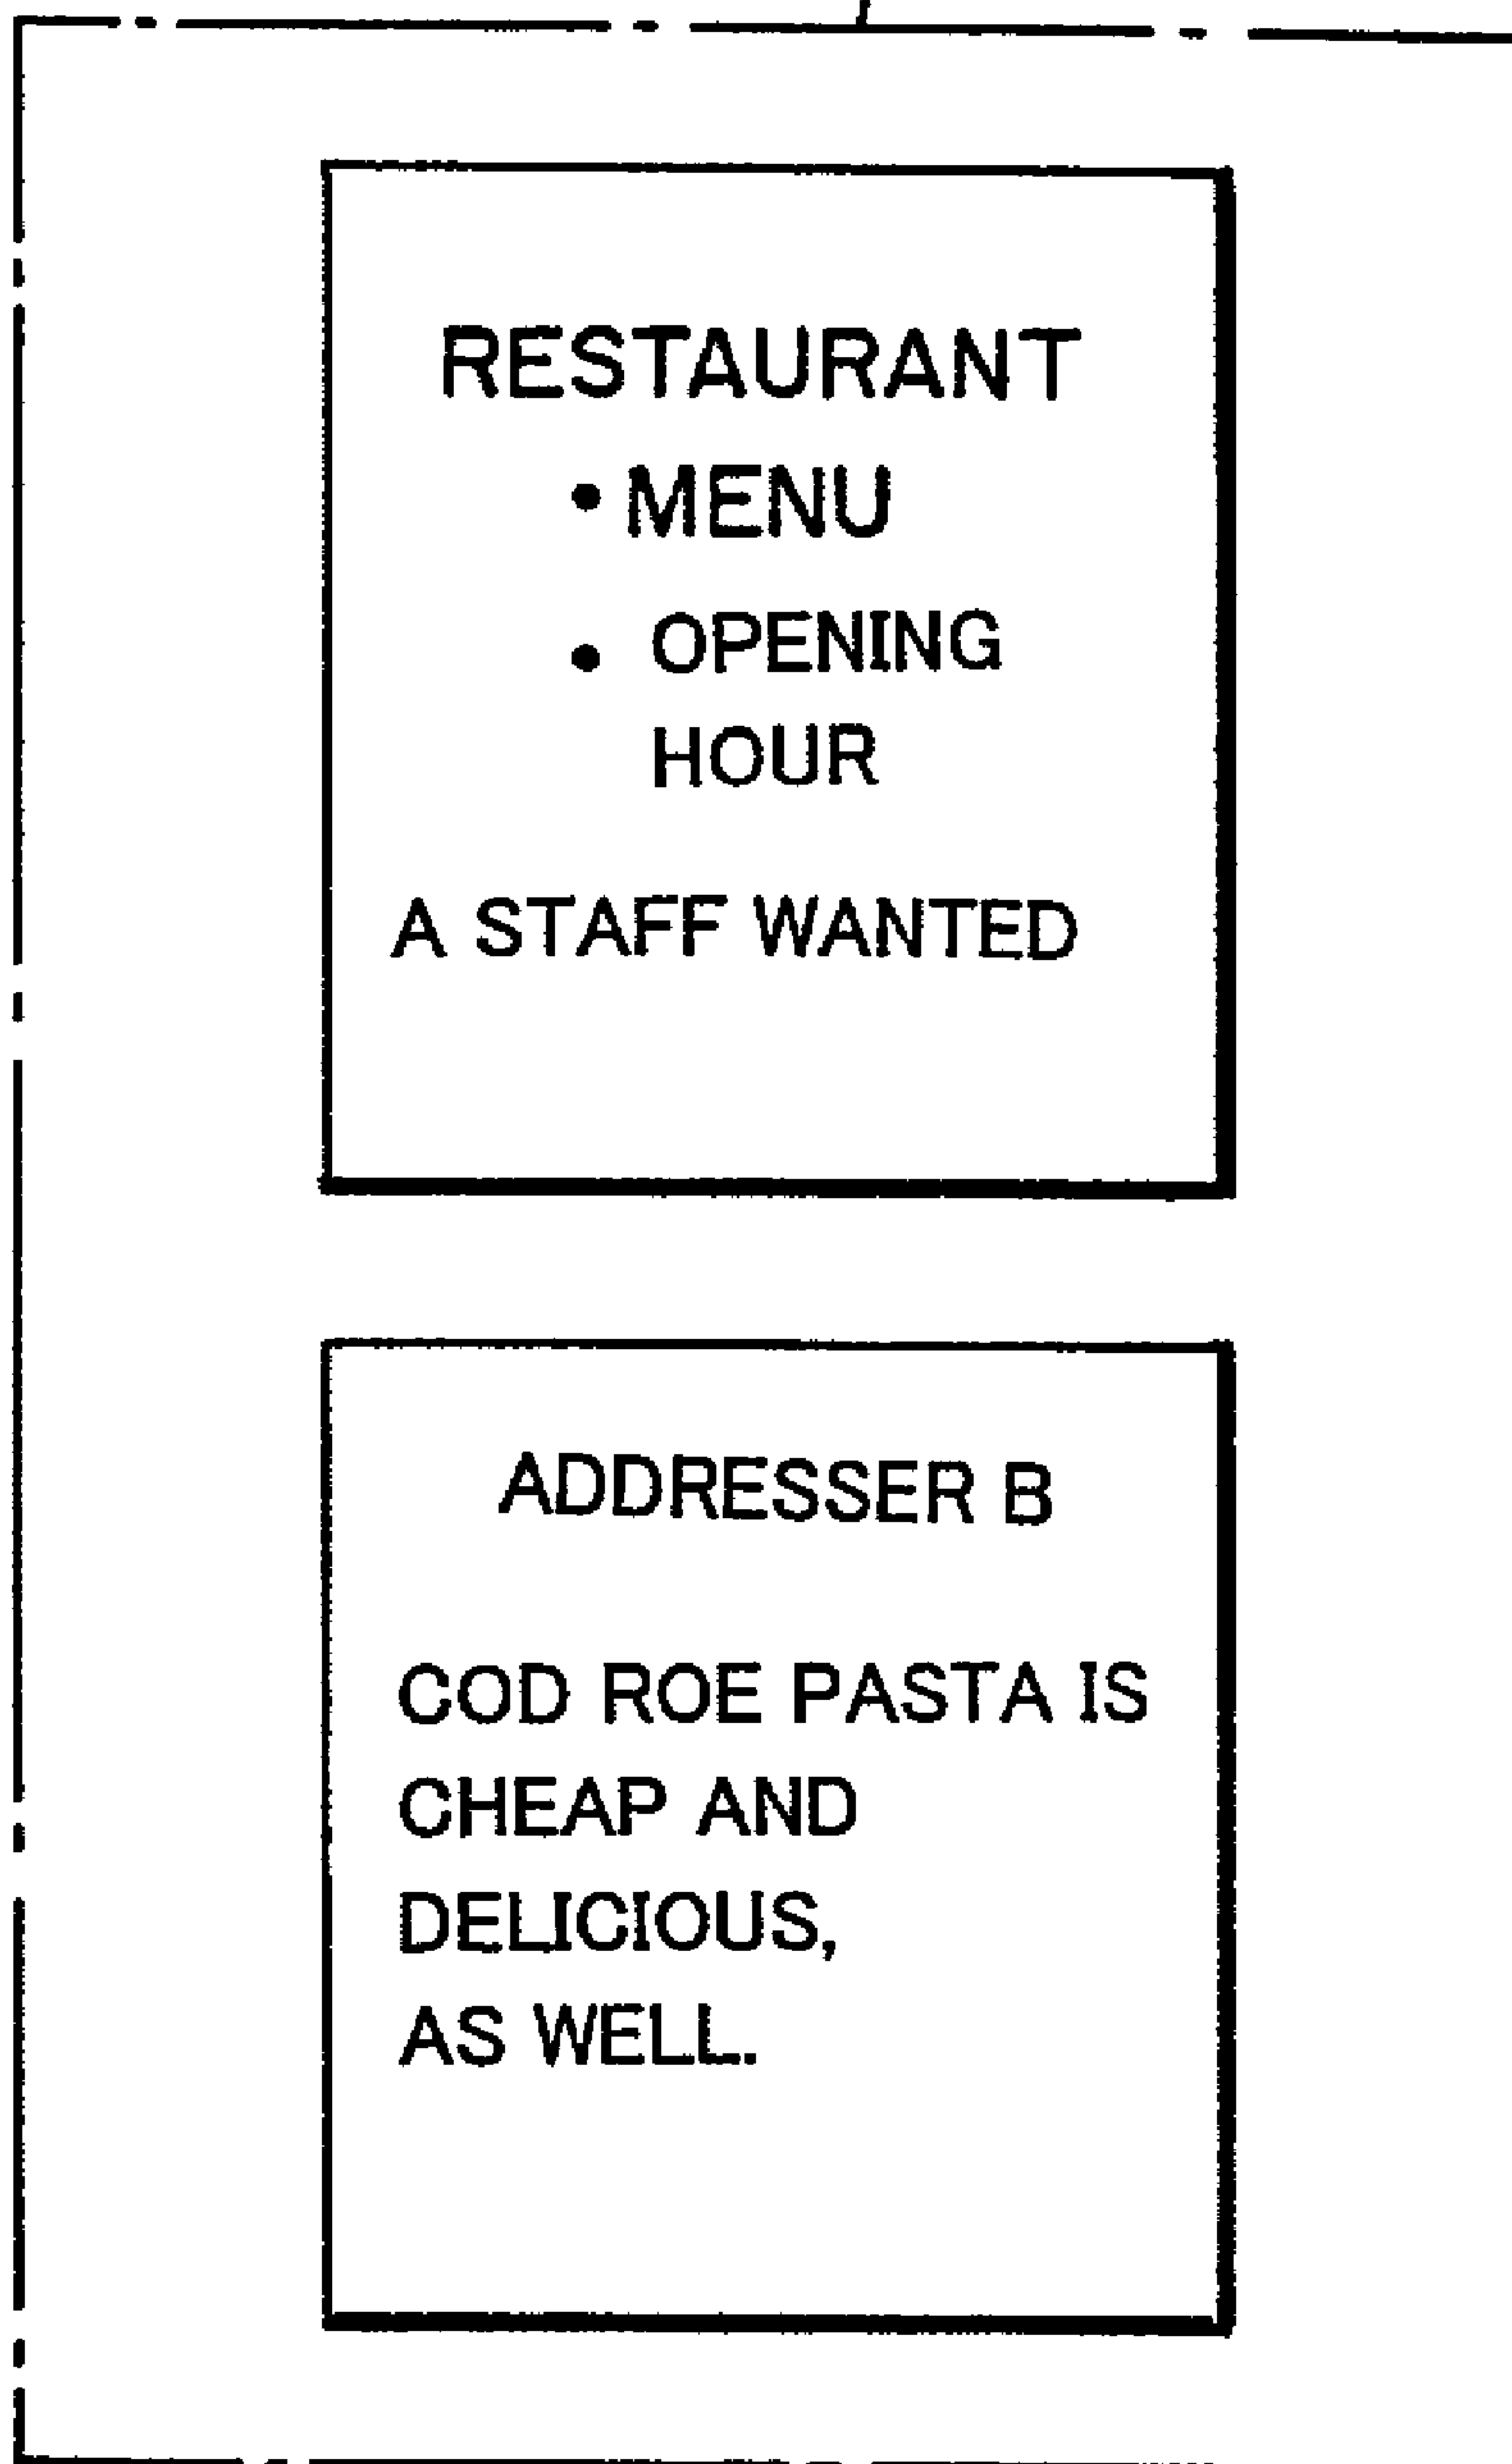 RESTAURANT
• MENU
• OPENING
HOUR
A STAFF WANTED
ADDRESSER B
COD ROE PASTA IS
CHEAP AND
DELICIOUS,
AS WELL.